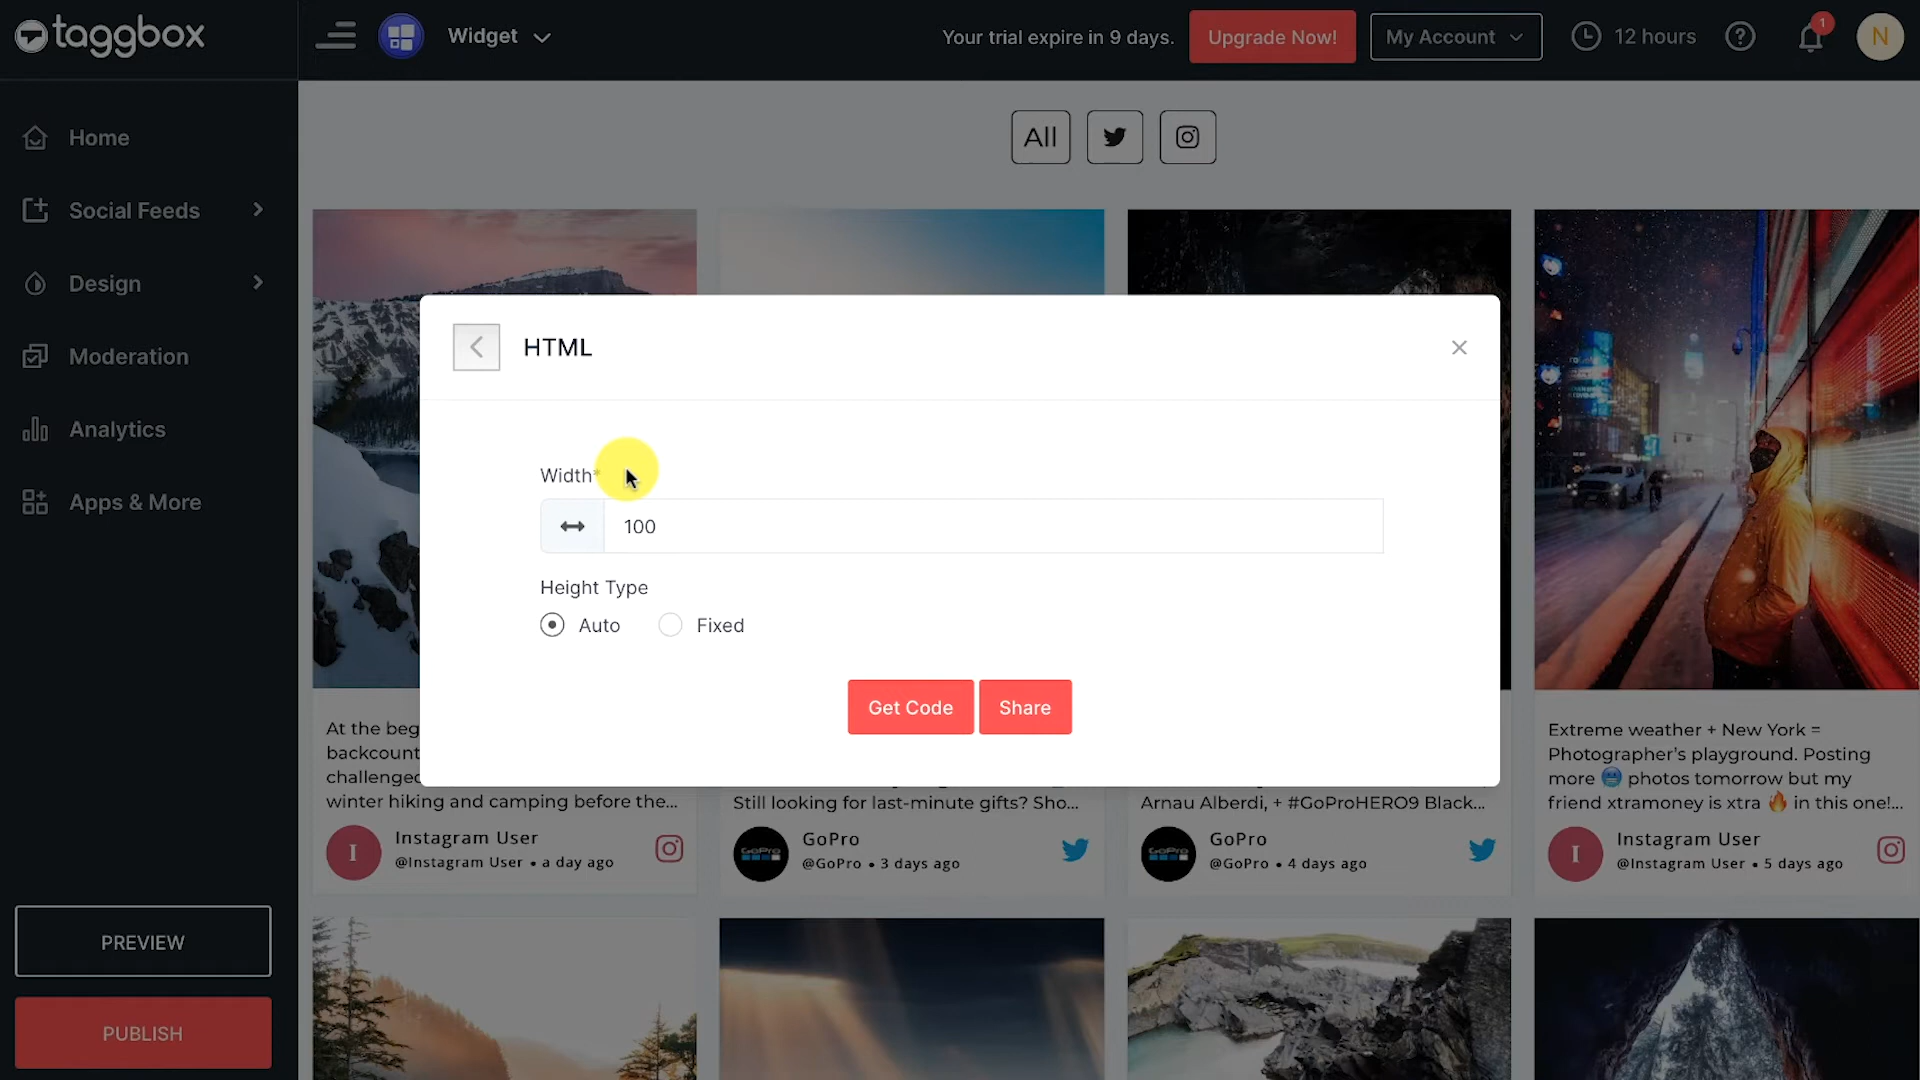 taggbox
Widget
Your trial expire in 9 days.
Upgrade Now!
My Account
12 hours
1
N
Home
Social Feeds
Design
Moderation
Analytics
Apps & More
PREVIEW
PUBLISH
All
HTML
Width*
100
Height Type
Auto
Fixed
Get Code
Share
At the beg
backcount
challenged
winter hiking and camping before the...
I
Instagram User
@Instagram User • a day ago
Still looking for last-minute gifts? Sho...
GoPro
GoPro
@GoPro • 3 days ago
Arnau Alberdi, + #GoProHERO9 Black...
GoPro
GoPro
@GoPro • 4 days ago
Extreme weather + New York =
Photographer's playground. Posting
more 🥶 photos tomorrow but my
friend xtramoney is xtra 🔥 in this one!...
I
Instagram User
@Instagram User • 5 days ago